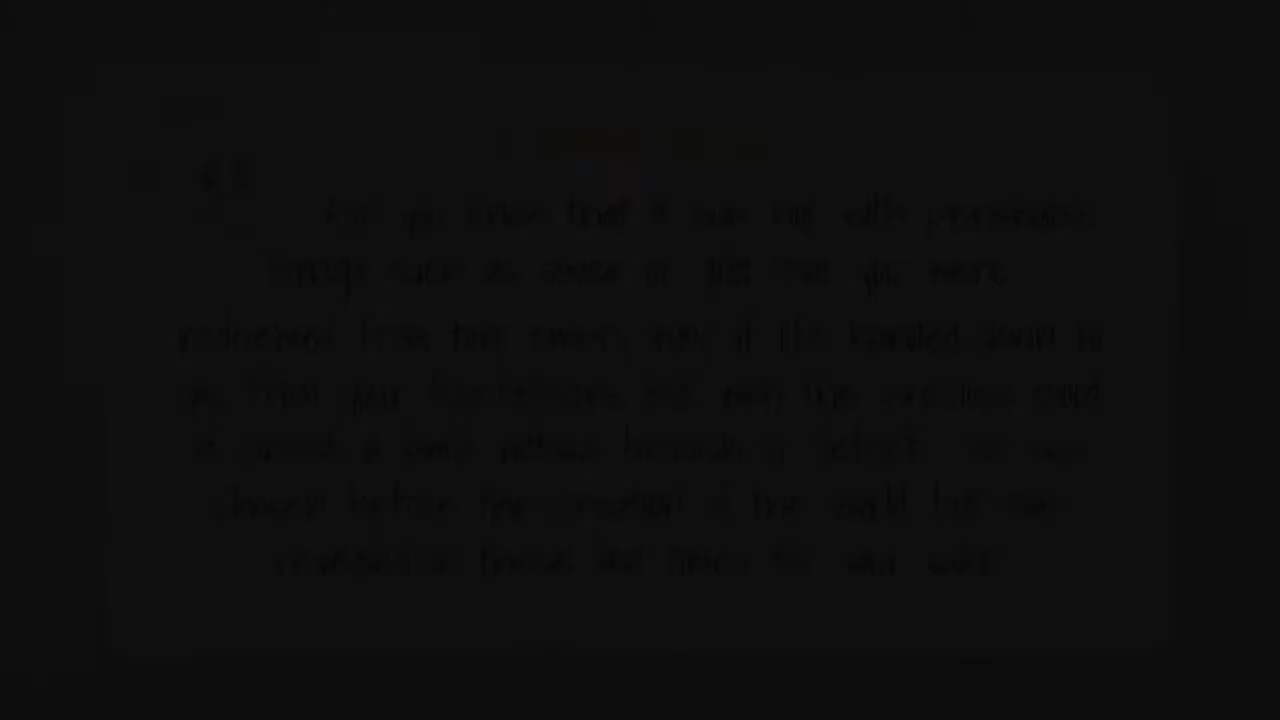 For you know that it was not with perishable
things such as silver or gold that you were
redeemed from the empty way of life handed down to
you from your forefathers, but with the precious blood
of Christ, a lamb without blemish or defect. He was
chosen before the creation of the world, but was
revealed in these last times for your sake.